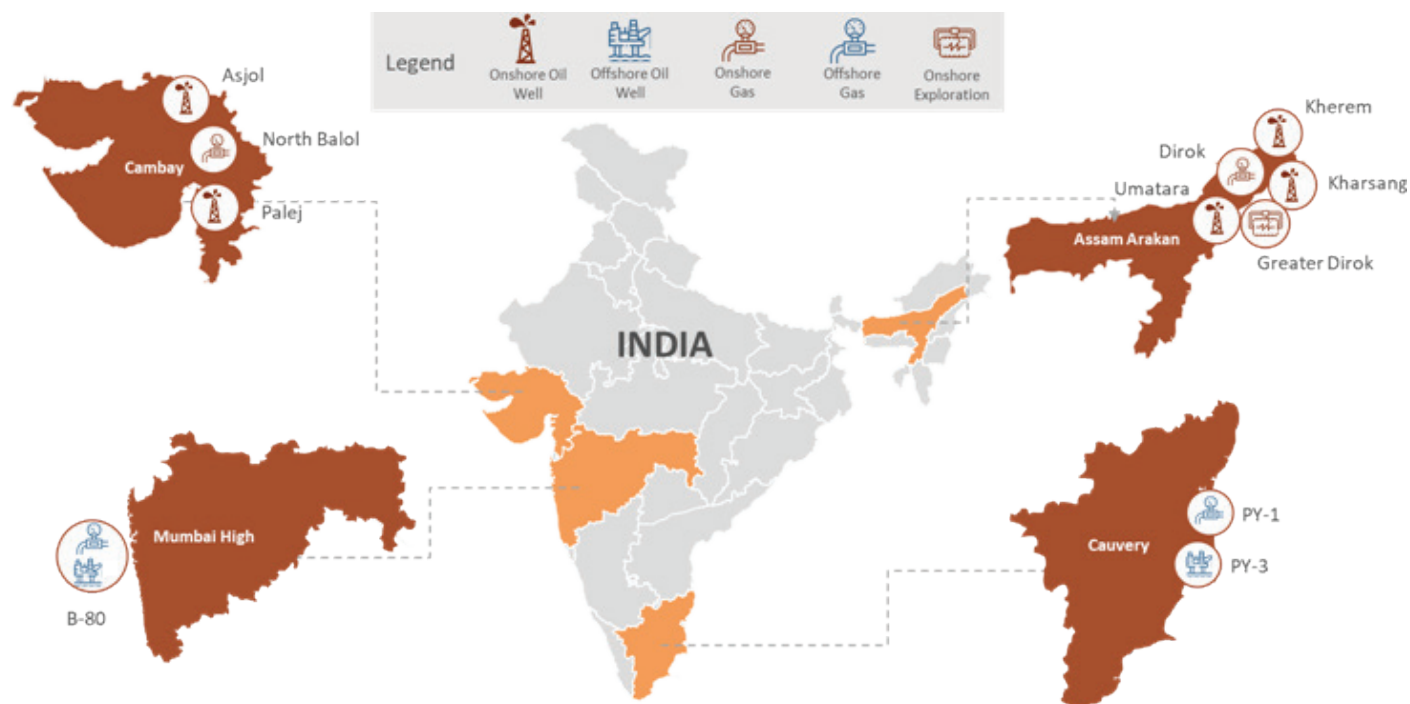 Legend
Onshore Oil
Well
Offshore Oil
Well
Onshore
Gas
Offshore
Gas
Onshore
Exploration
Asjol
North Balol
Cambay
Palej
Kherem
Dirok
Umatara
Kharsang
Assam Arakan
Greater Dirok
INDIA
Mumbai High
B-80
PY-1
Cauvery
PY-3